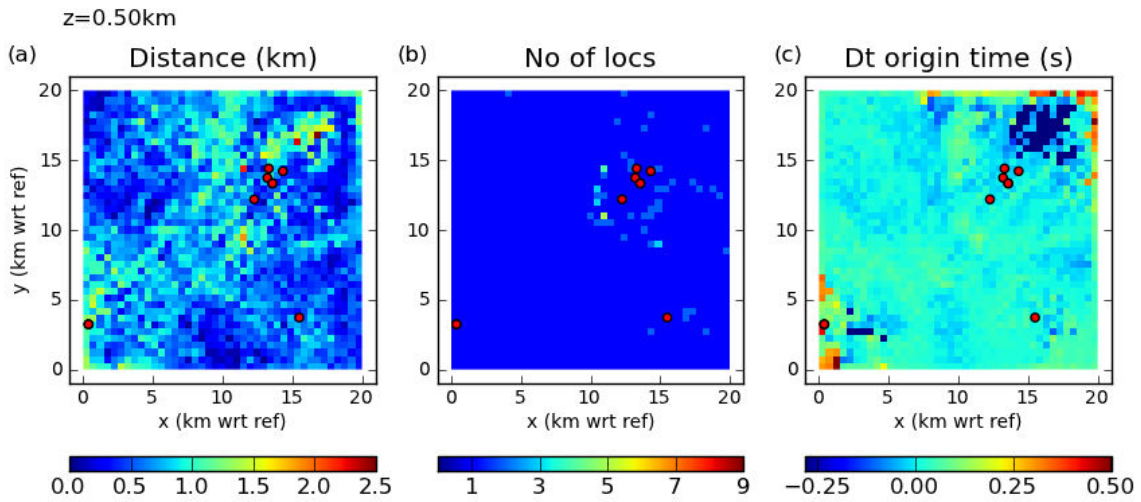 z=0.50km
(a) Distance (km) (b) No of locs (c) Dt origin time (s)
20 20 20
15 15 15
10 10 10
5 5 5
0 0 0
y (km wrt ref)
0 5 10 15 20 0 5 10 15 20 0 5 10 15 20
x (km wrt ref) x (km wrt ref) x (km wrt ref)
0.0 0.5 1.0 1.5 2.0 2.5 1 3 5 7 9 −0.25 0.00 0.25 0.50